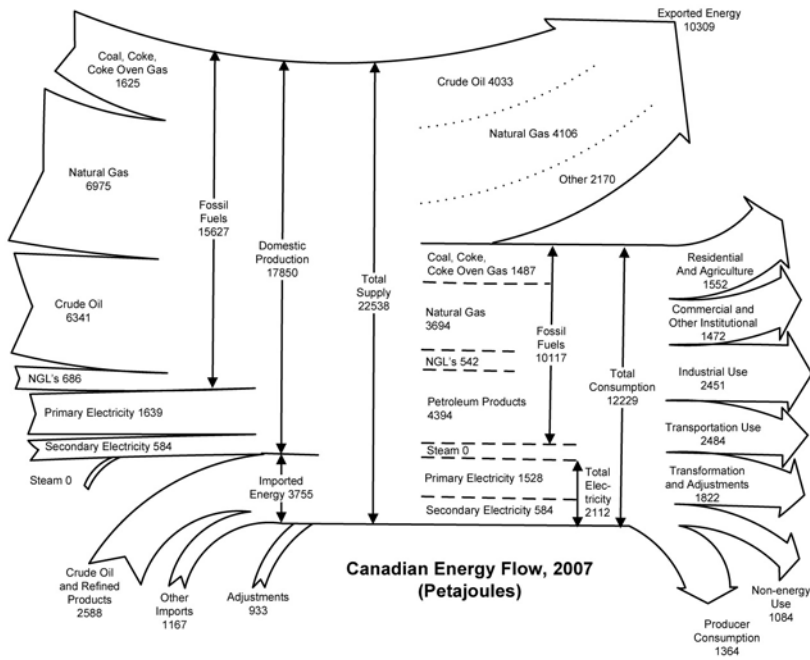 Exported Energy
10309
Coal, Coke,
Coke Oven Gas
1625
Crude Oil 4033
Natural Gas 4106
Natural Gas
6975
Other 2170
Fossil
Fuels
15627
Domestic
Production
17850
Total
Supply
22538
Coal, Coke,
Coke Oven Gas 1487
Residential
And Agriculture
1552
Crude Oil
6341
Natural Gas
3694
Fossil
Fuels
10117
Commercial and
Other Institutional
1472
NGL's 542
Total
Consumption
12229
Industrial Use
2451
NGL's 686
Petroleum Products
4394
Primary Electricity 1639
Transportation Use
2484
Secondary Electricity 584
Steam 0
Steam 0
Imported
Energy 3755
Primary Electricity 1528
Total
Elec-
tricity
2112
Transformation
and Adjustments
1822
Secondary Electricity 584
Crude Oil
and Refined
Products
2588
Other
Imports
1167
Adjustments
933
Canadian Energy Flow, 2007
(Petajoules)
Non-energy
Use
1084
Producer
Consumption
1364